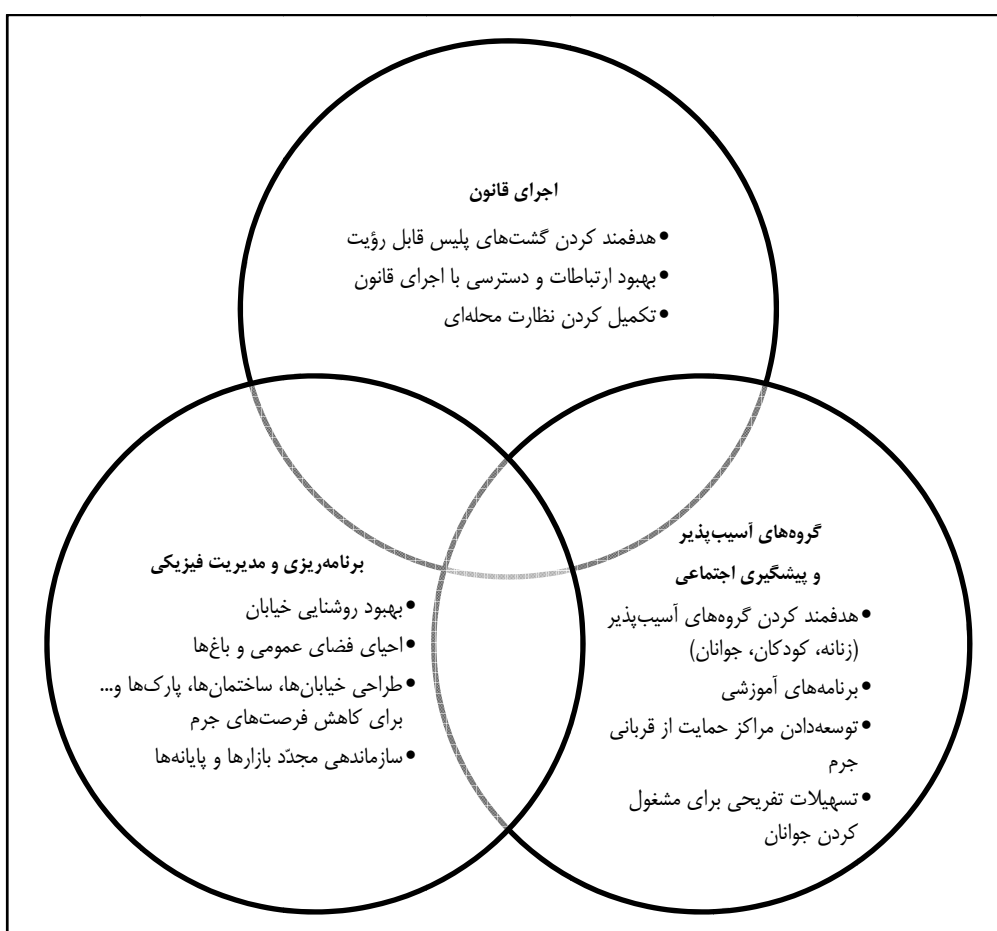 اجرای قانون
•هدفمند کردن گشت‌های پلیس قابل رؤیت
•بهبود ارتباطات و دسترسی با اجرای قانون
•تکمیل کردن نظارت محله‌ای
گروه‌های آسیب‌پذیر
و پیشگیری اجتماعی
•هدفمند کردن گروه‌های آسیب‌پذیر
(زنانه، کودکان، جوانان)
•برنامه‌های آموزشی
•توسعه‌دادن مراکز حمایت از قربانی
جرم
•تسهیلات تفریحی برای مشغول
کردن جوانان
برنامه‌ریزی و مدیریت فیزیکی
•بهبود روشنایی خیابان
•احیای فضای عمومی و باغ‌ها
•طراحی خیابان‌ها، ساختمان‌ها، پارک‌ها و...
برای کاهش فرصت‌های جرم
•سازماندهی مجدّد بازارها و پایانه‌ها